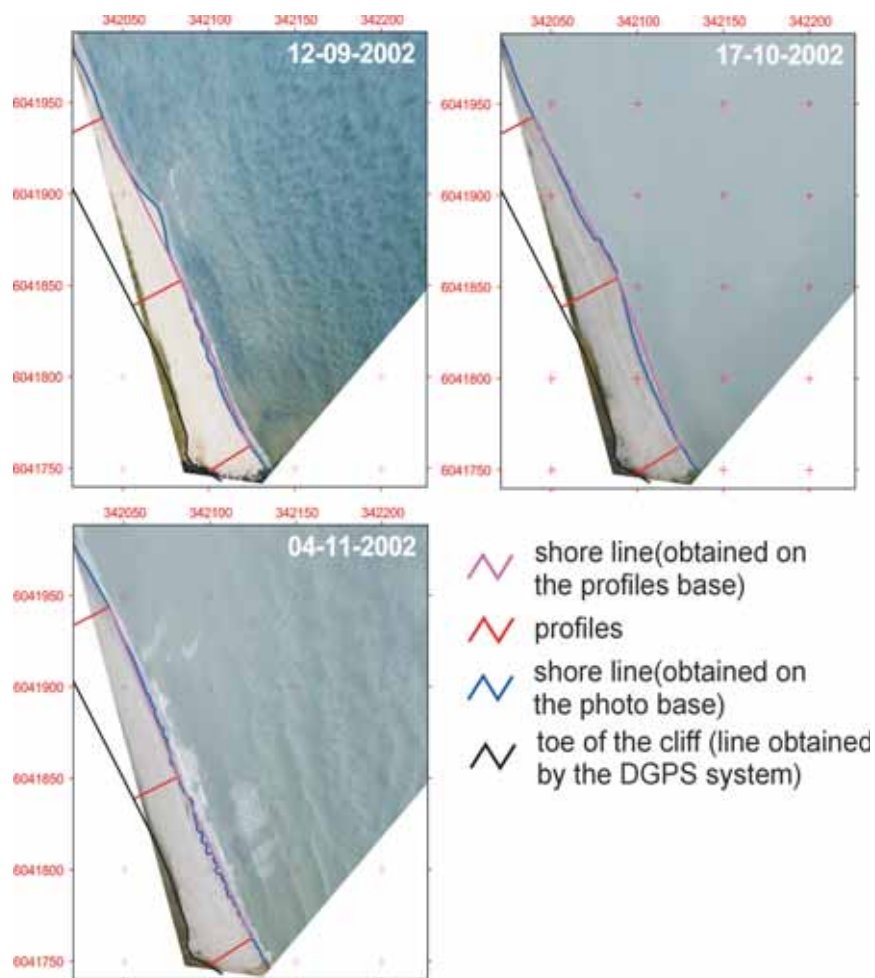 342050 342100 342150 342200
12-09-2002
6041950
6041900
6041850
6041800
6041750
342050 342100 342150 342200
17-10-2002
6041950
6041900
6041850
6041800
6041750
342050 342100 342150 342200
04-11-2002
6041950
6041900
6041850
6041800
6041750
shore line(obtained on
the profiles base)
profiles
shore line(obtained on
the photo base)
toe of the cliff (line obtained
by the DGPS system)